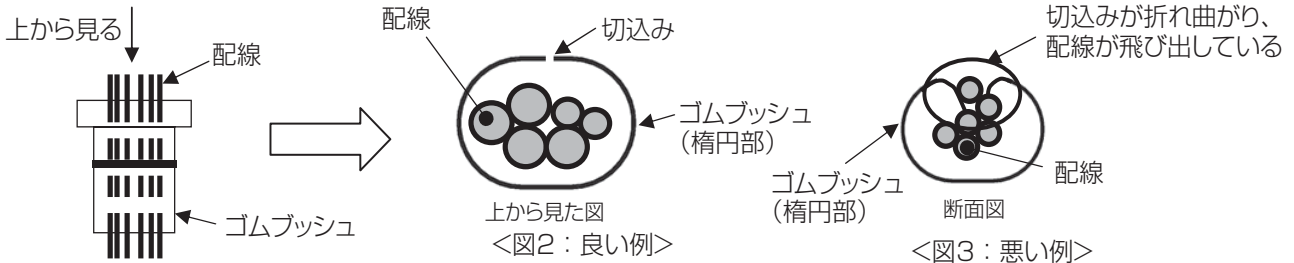 上から見る
配線
ゴムブッシュ
配線
切込み
ゴムブッシュ
（楕円部）
上から見た図
<図2：良い例>
切込みが折れ曲がり、
配線が飛び出している
ゴムブッシュ
（楕円部）
配線
断面図
<図3：悪い例>